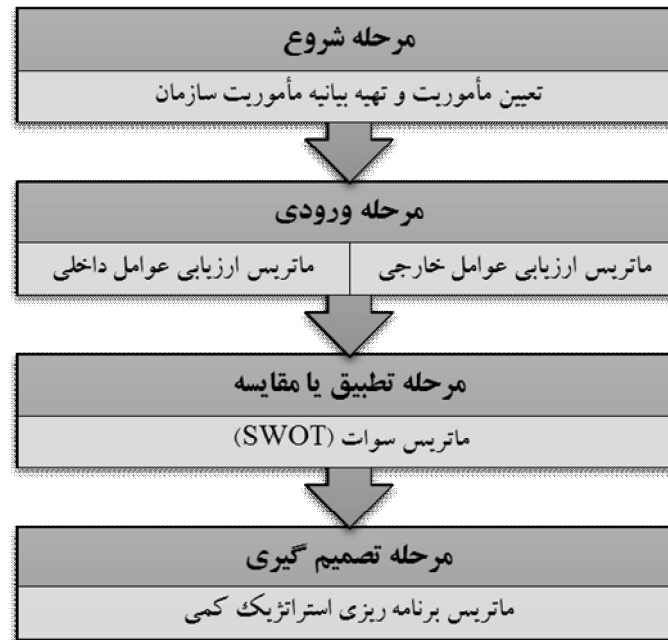 مرحله شروع
تعیین مأموریت و تهیه بیانیه مأموریت سازمان
مرحله ورودی
ماتریس ارزیابی عوامل خارجی
ماتریس ارزیابی عوامل داخلی
مرحله تطبیق یا مقایسه
ماتریس سوات (SWOT)
مرحله تصمیم گیری
ماتریس برنامه ریزی استراتژیک کمی